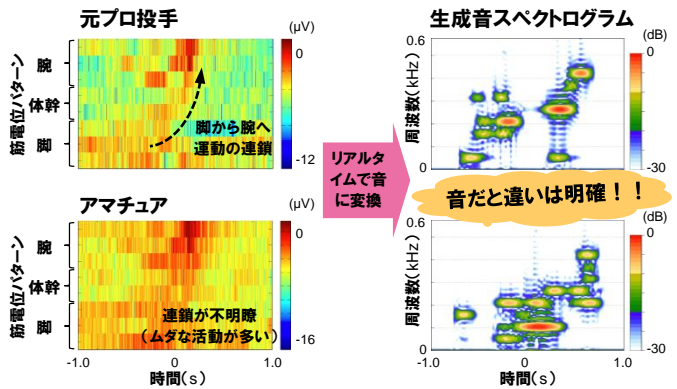 元プロ投手
(μV)
0
-12
筋電位パターン
腕
体幹
脚
脚から腕へ
運動の連鎖
アマチュア
(μV)
0
-16
筋電位パターン
腕
体幹
脚
連鎖が不明瞭
(ムダな活動が多い)
-1.0
0
1.0
時間(s)
リアルタ
イムで音
に変換
生成音スペクトログラム
(dB)
0.6
周波数(kHz)
0
0
-30
音だと違いは明確！！
(dB)
0.6
周波数(kHz)
0
0
-30
-1.0
0
1.0
時間(s)